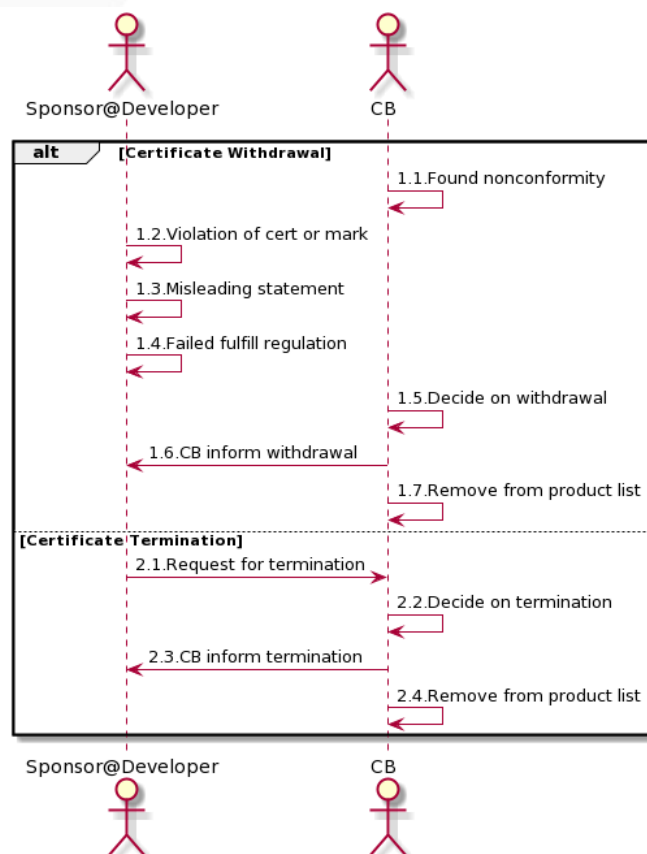 Sponsor@Developer CB
alt [Certificate Withdrawal]
1.1.Found nonconformity
1.2.Violation of cert or mark
1.3.Misleading statement
1.4.Failed fulfill regulation
1.5.Decide on withdrawal
1.6.CB inform withdrawal
1.7.Remove from product list
[Certificate Termination]
2.1.Request for termination
2.2.Decide on termination
2.3.CB inform termination
2.4.Remove from product list
Sponsor@Developer CB